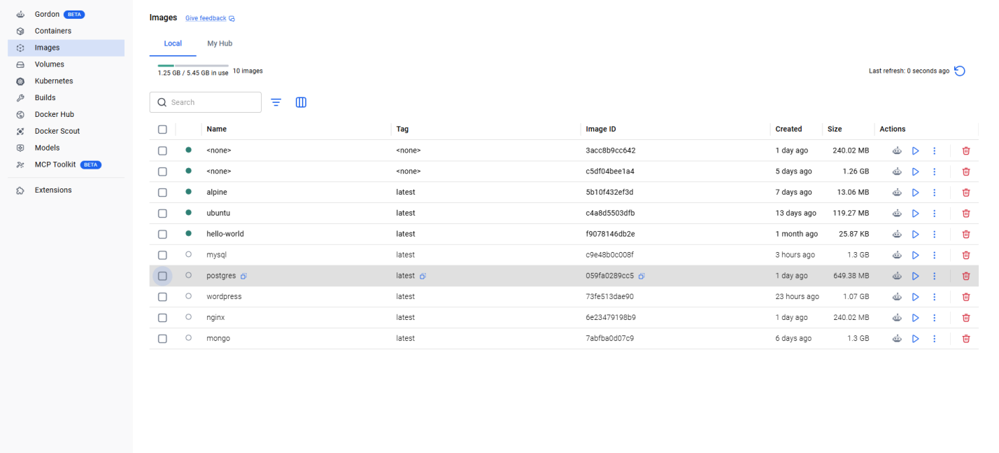 Gordon BETA
Containers
Images
Volumes
Kubernetes
Builds
Docker Hub
Docker Scout
Models
MCP Toolkit BETA
Extensions
Images Give feedback
Local My Hub
1.25 GB / 5.45 GB in use 10 images
Last refresh: 0 seconds ago
Search
Name Tag Image ID Created Size Actions
<none> <none> 3acc8b9cc642 1 day ago 240.02 MB
<none> <none> c5df04bee1a4 5 days ago 1.26 GB
alpine latest 5b10f432ef3d 7 days ago 13.06 MB
ubuntu latest c4a8d5503dfb 13 days ago 119.27 MB
hello-world latest f9078146db2e 1 month ago 25.87 KB
mysql latest c9e48b0c008f 3 hours ago 1.3 GB
postgres latest 059fa0289cc5 1 day ago 649.38 MB
wordpress latest 73fe513dae90 23 hours ago 1.07 GB
nginx latest 6e23479198b9 1 day ago 240.02 MB
mongo latest 7abfba0d07c9 6 days ago 1.3 GB